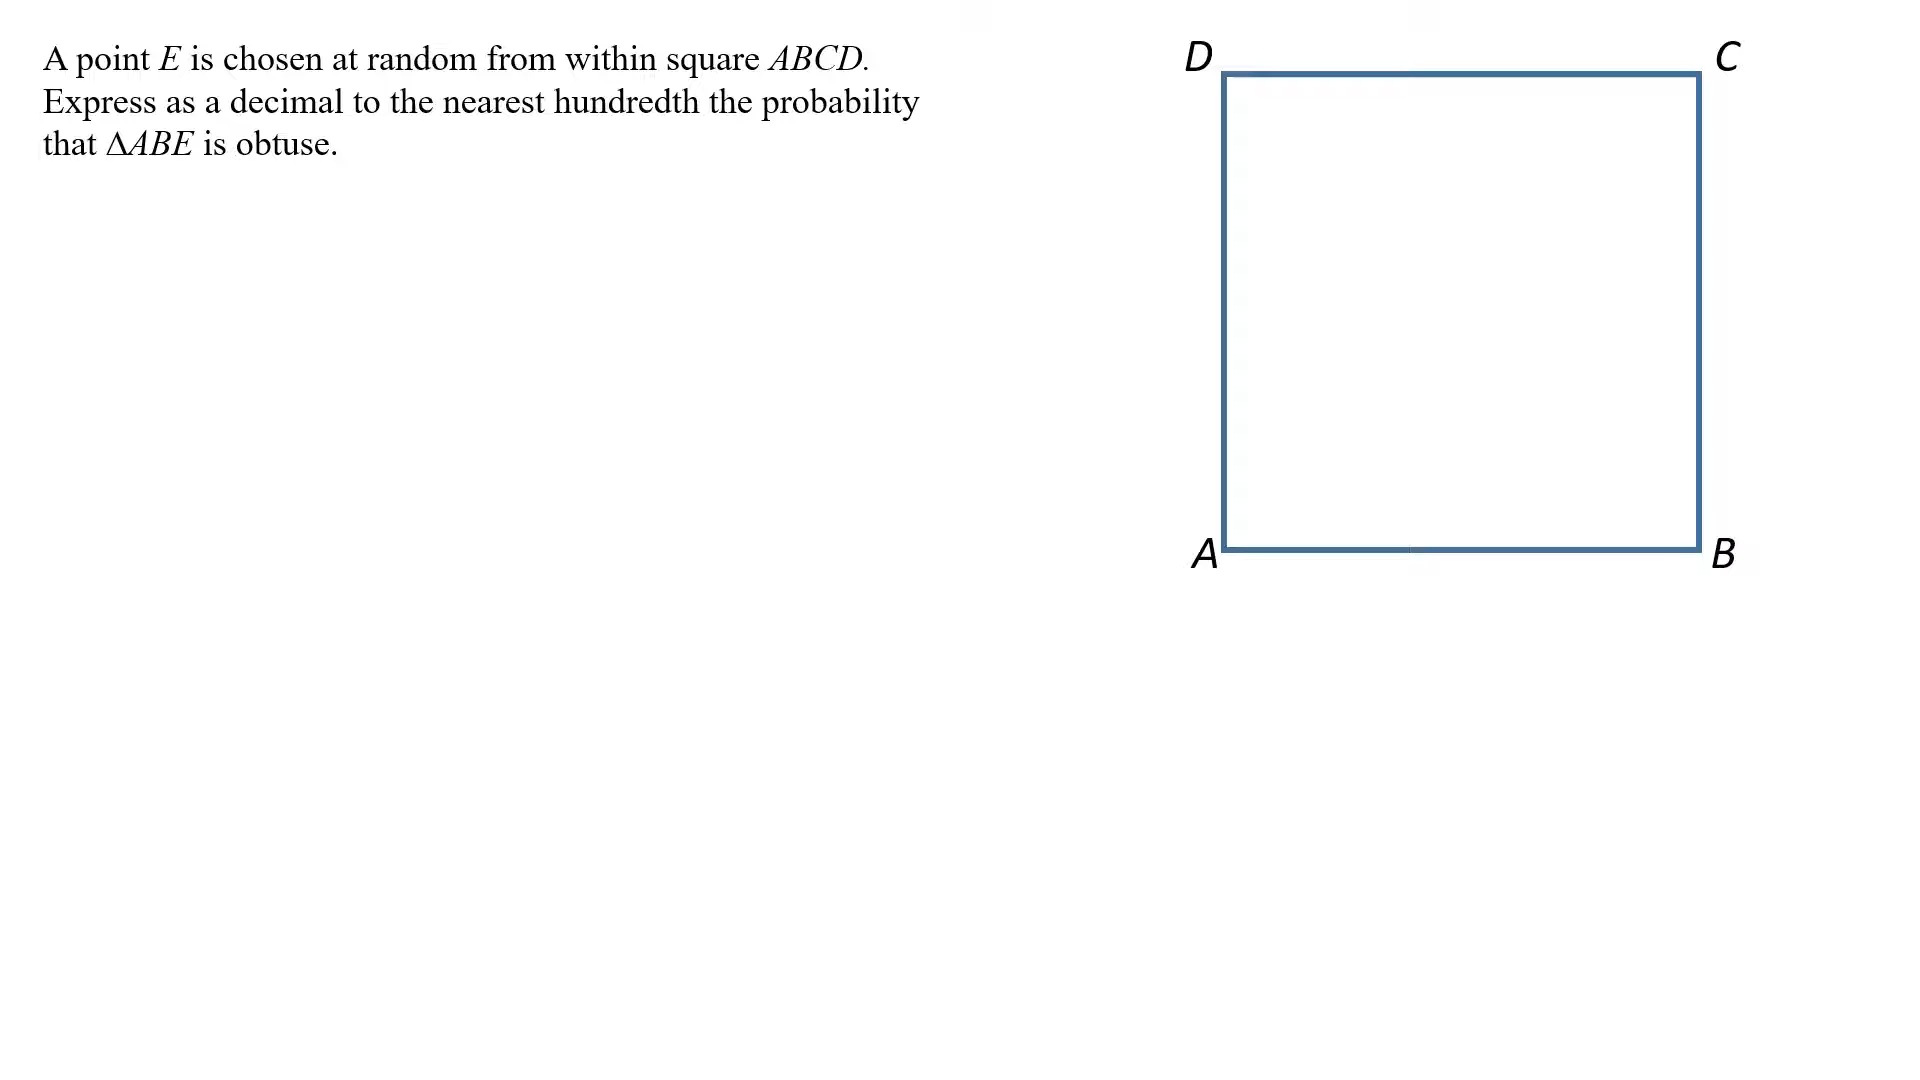 A point E is chosen at random from within square ABCD.
Express as a decimal to the nearest hundredth the probability
that ΔABE is obtuse.
D
C
A
B